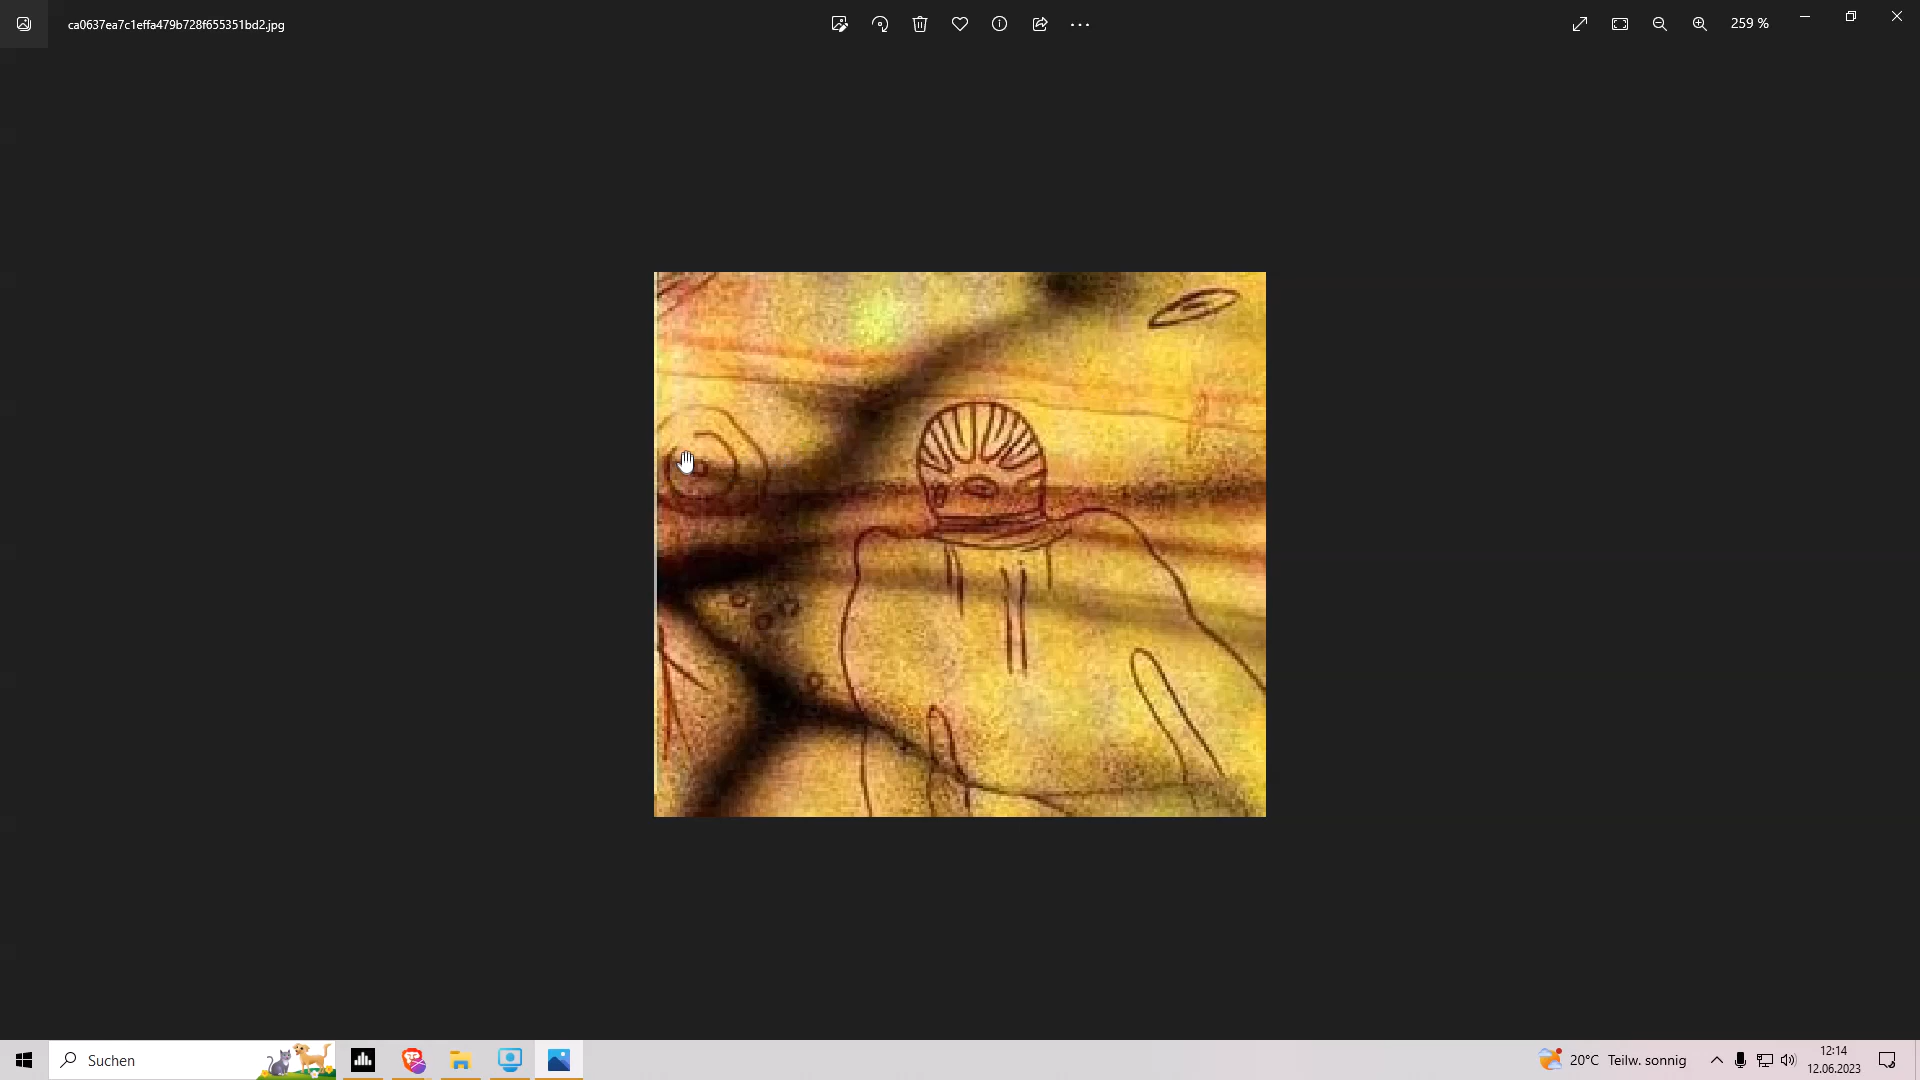 ca0637ea7c1effa479b728f655351bd2.jpg
259 %
Suchen
20°C Teilw. sonnig
12:14
12.06.2023